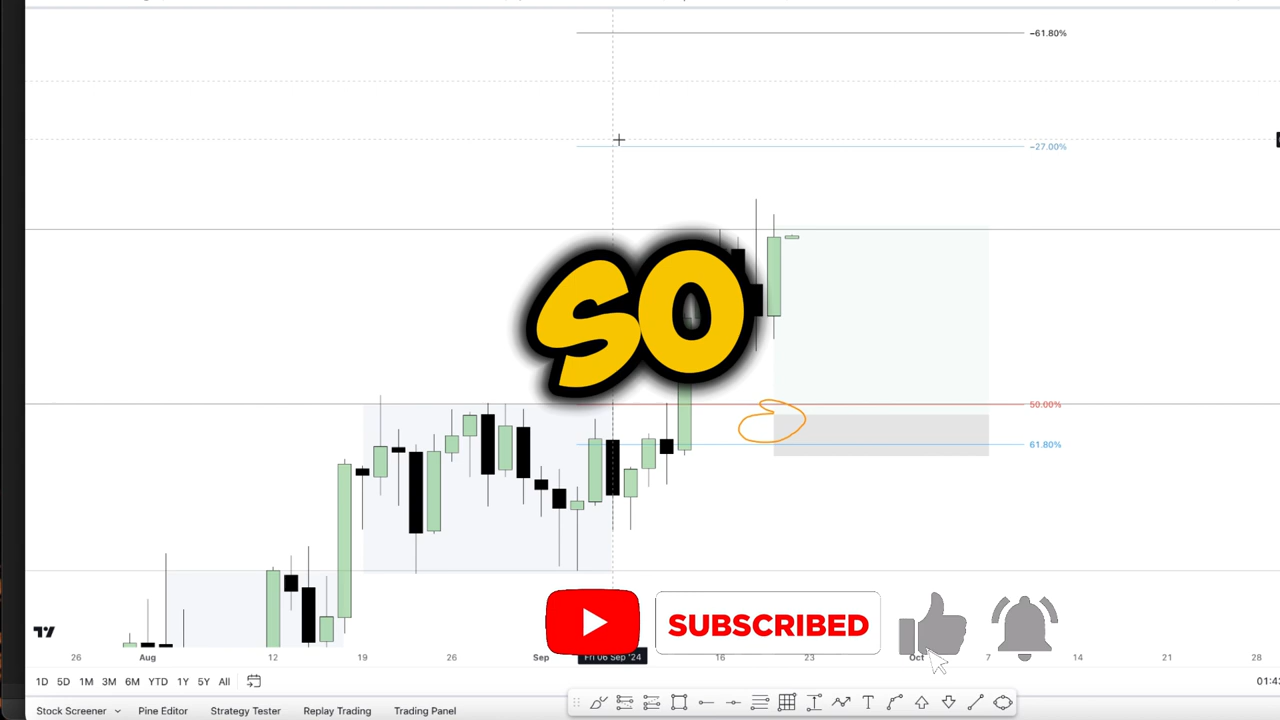 −61.80%
−27.00%
SO
50.00%
61.80%
SUBSCRIBED
26 Aug 12 19 26 Sep Fri 06 Sep '24 16 23 Oct 7 14 21 28
1D 5D 1M 3M 6M YTD 1Y 5Y All
Stock Screener Pine Editor Strategy Tester Replay Trading Trading Panel